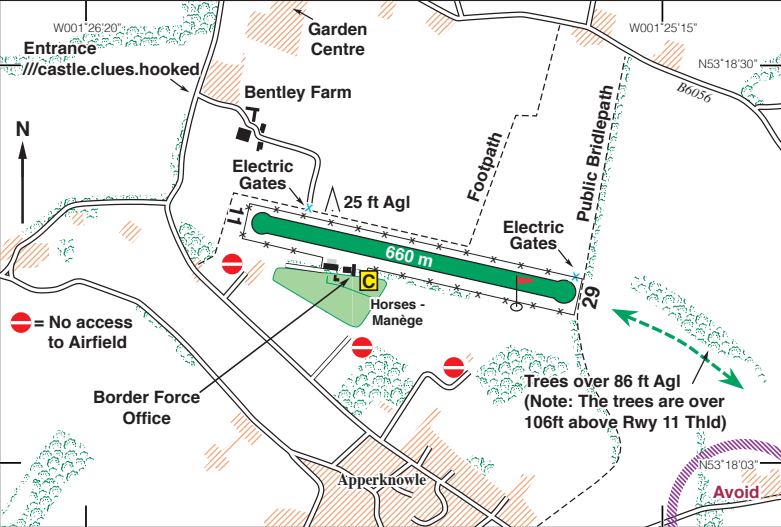 W001°26'20"
Garden
Centre
W001°25'15"
Entrance
///castle.clues.hooked
N53°18'30"
B6056
Bentley Farm
N
Electric
Gates
25 ft Agl
Footpath
Public Bridlepath
11
660 m
Electric
Gates
29
C
Horses -
Manège
= No access
to Airfield
Border Force
Office
Trees over 86 ft Agl
(Note: The trees are over
106ft above Rwy 11 Thld)
Apperknowle
N53°18'03"
Avoid